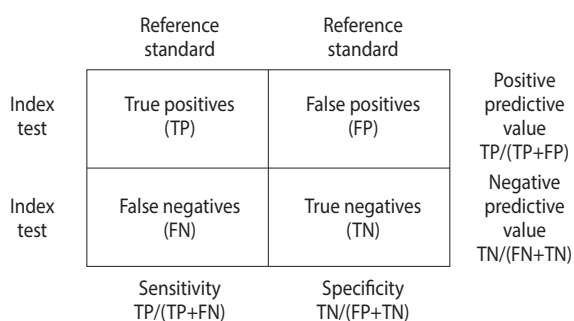 Reference
standard
Reference
standard
Index
test
True positives
(TP)
False positives
(FP)
Positive
predictive
value
TP/(TP+FP)
Index
test
False negatives
(FN)
True negatives
(TN)
Negative
predictive
value
TN/(FN+TN)
Sensitivity
TP/(TP+FN)
Specificity
TN/(FP+TN)